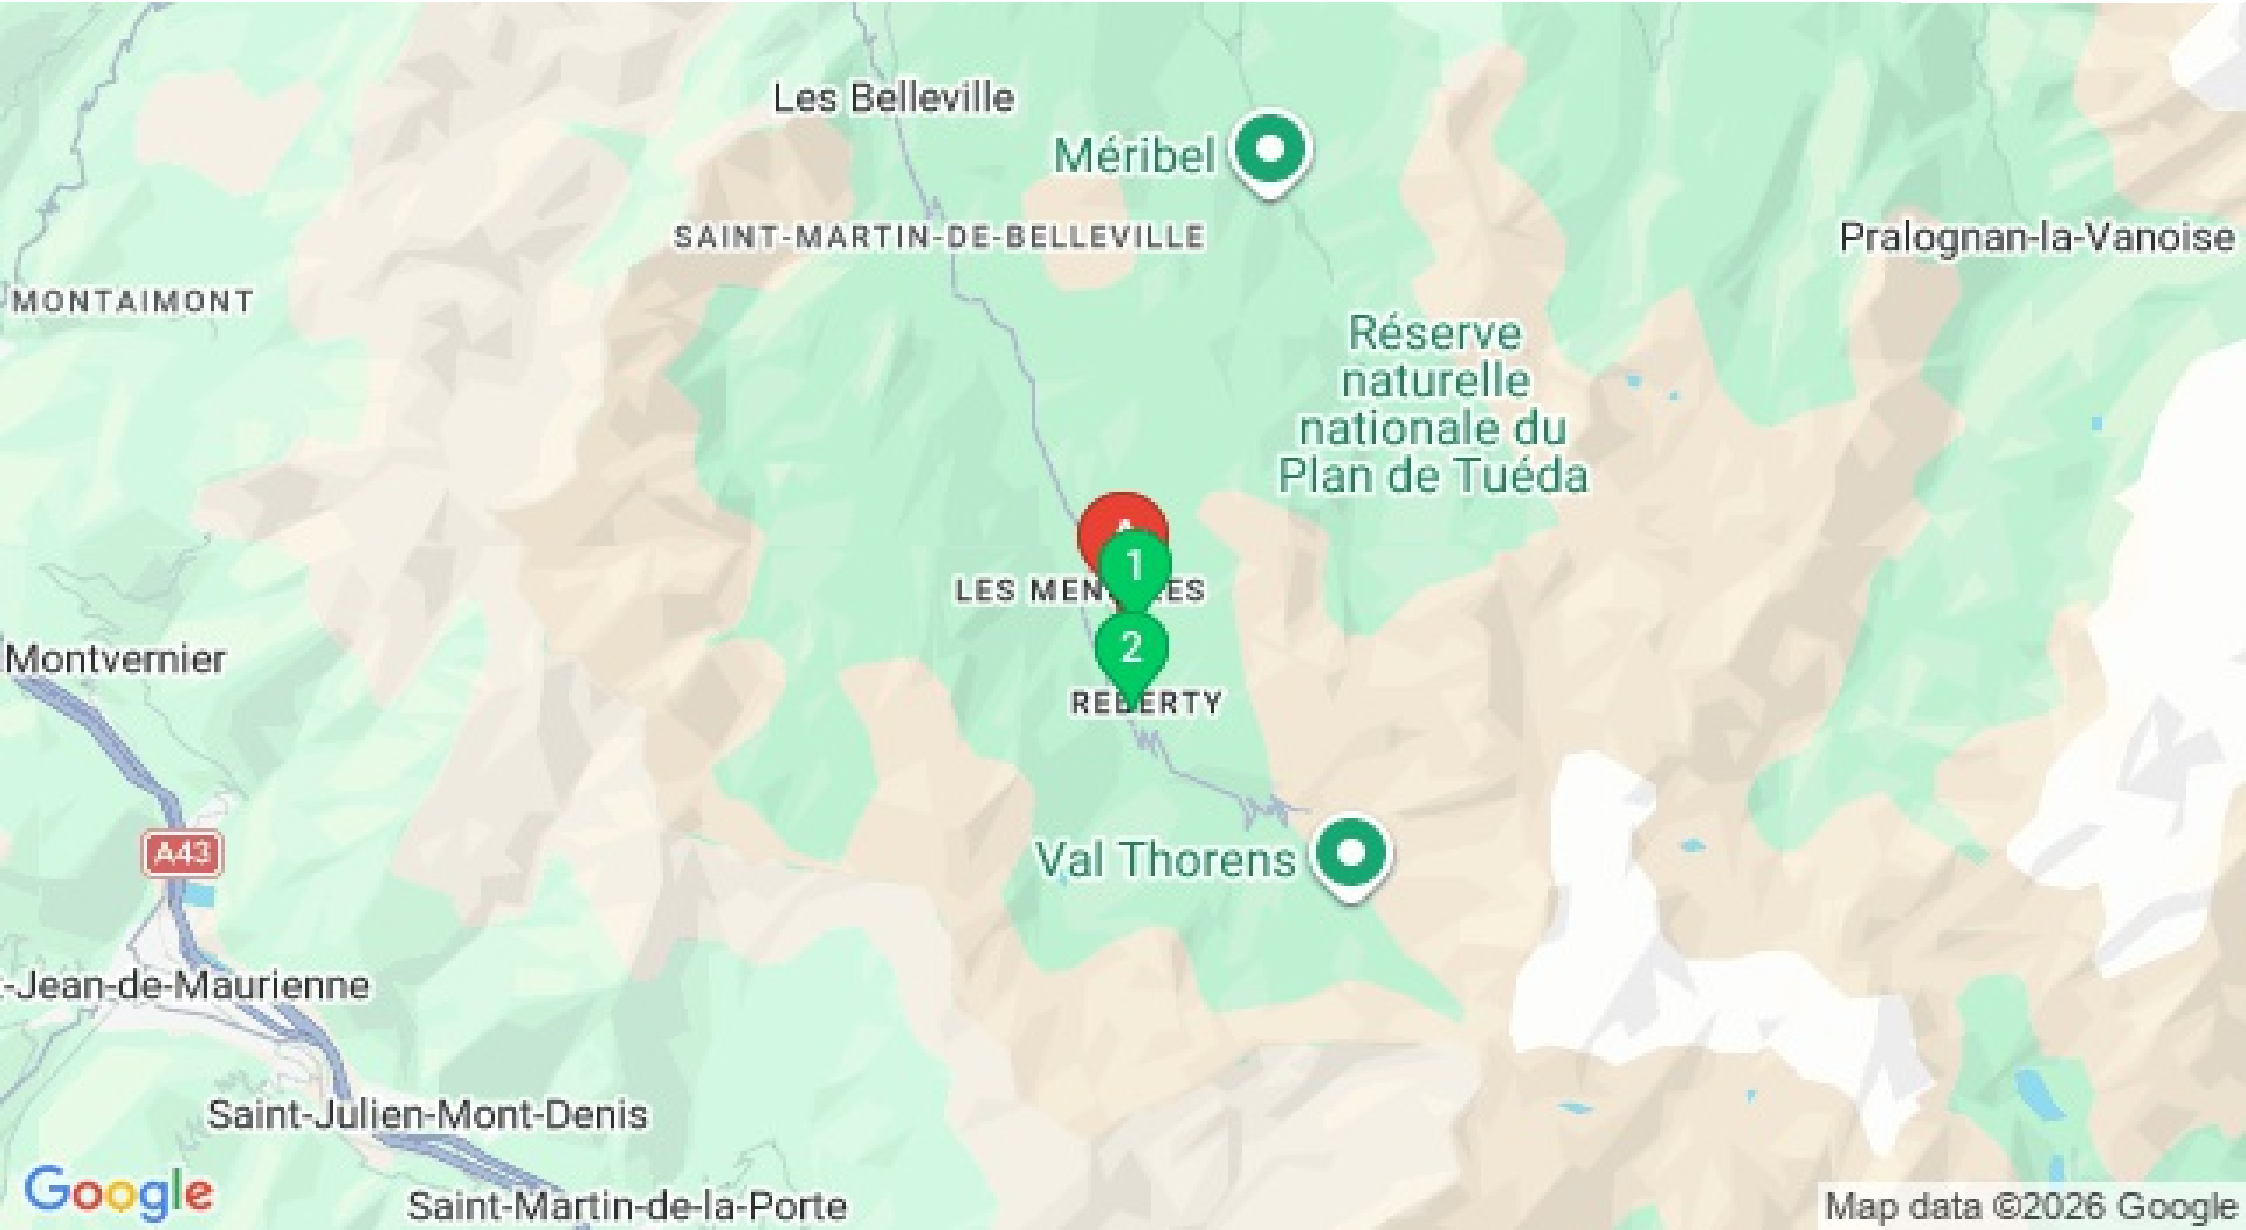 Les Belleville
Méribel
SAINT-MARTIN-DE-BELLEVILLE
Pralognan-la-Vanoise
MONTAIMONT
Réserve
naturelle
nationale du
Plan de Tuéda
1
2
REBERTY
Montvernier
A43
Val Thorens
-Jean-de-Maurienne
Saint-Julien-Mont-Denis
Saint-Martin-de-la-Porte
Google
Map data ©2026 Google